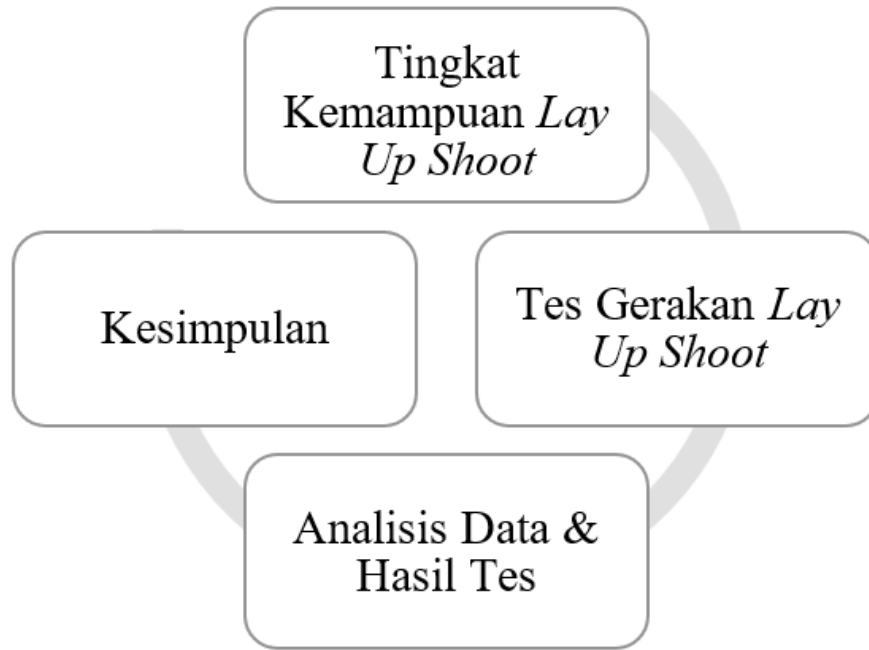 Tingkat
Kemampuan Lay
Up Shoot
Tes Gerakan Lay
Up Shoot
Analisis Data &
Hasil Tes
Kesimpulan